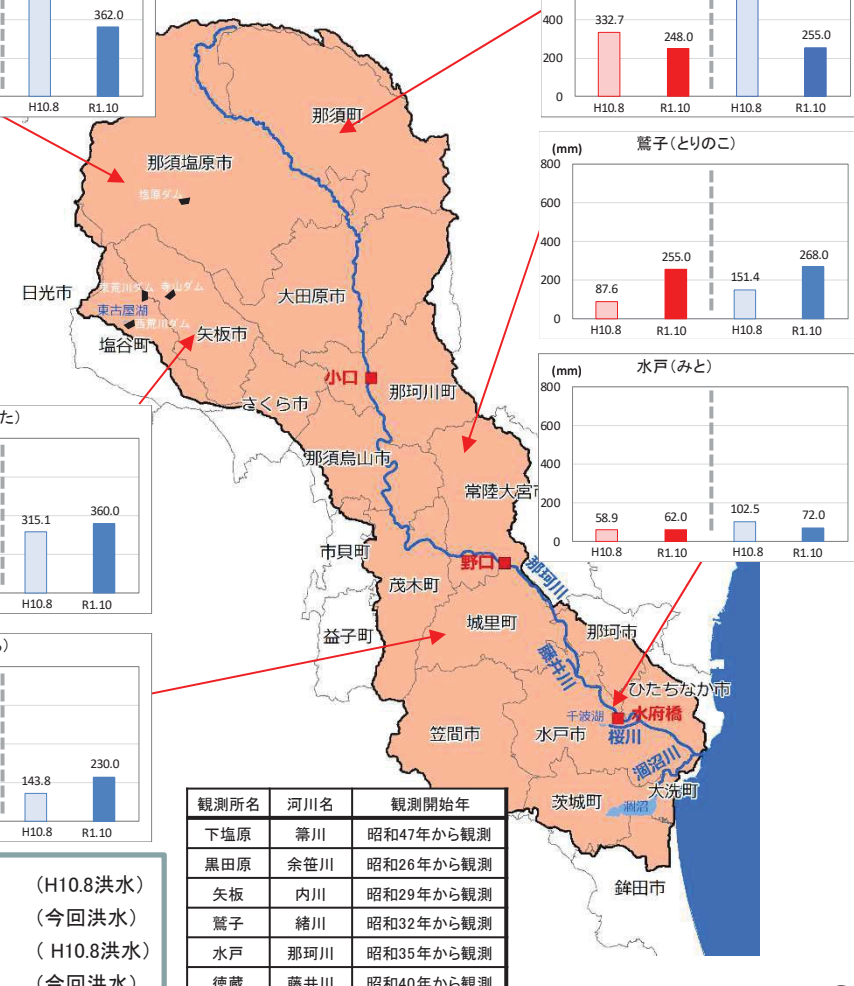 362.0
H10.8
R1.10
400
200
0
332.7
248.0
255.0
H10.8
R1.10
H10.8
R1.10
鷲子(とりのこ)
(mm)
800
600
400
200
0
87.6
255.0
151.4
268.0
H10.8
R1.10
H10.8
R1.10
水戸(みと)
(mm)
800
600
400
200
0
58.9
62.0
102.5
72.0
H10.8
R1.10
H10.8
R1.10
た)
315.1
360.0
H10.8
R1.10
143.8
230.0
H10.8
R1.10
那須町
那須塩原市
塩原ダム
日光市
東荒川ダム
寺山ダム
東古屋湖
西荒川ダム
塩谷町
矢板市
大田原市
小口
那珂川町
さくら市
那須烏山市
常陸大宮市
市貝町
野口
那珂川
茂木町
益子町
城里町
那珂市
藤井川
ひたちなか市
千波湖
水府橋
笠間市
水戸市
桜川
涸沼川
大洗町
茨城町
涸沼
鉾田市
観測所名 河川名 観測開始年
下塩原 箒川 昭和47年から観測
黒田原 余笹川 昭和26年から観測
矢板 内川 昭和29年から観測
鷲子 緒川 昭和32年から観測
水戸 那珂川 昭和35年から観測
徳蔵 藤井川 昭和40年から観測
(H10.8洪水)
(今回洪水)
( H10.8洪水)
(今回洪水)